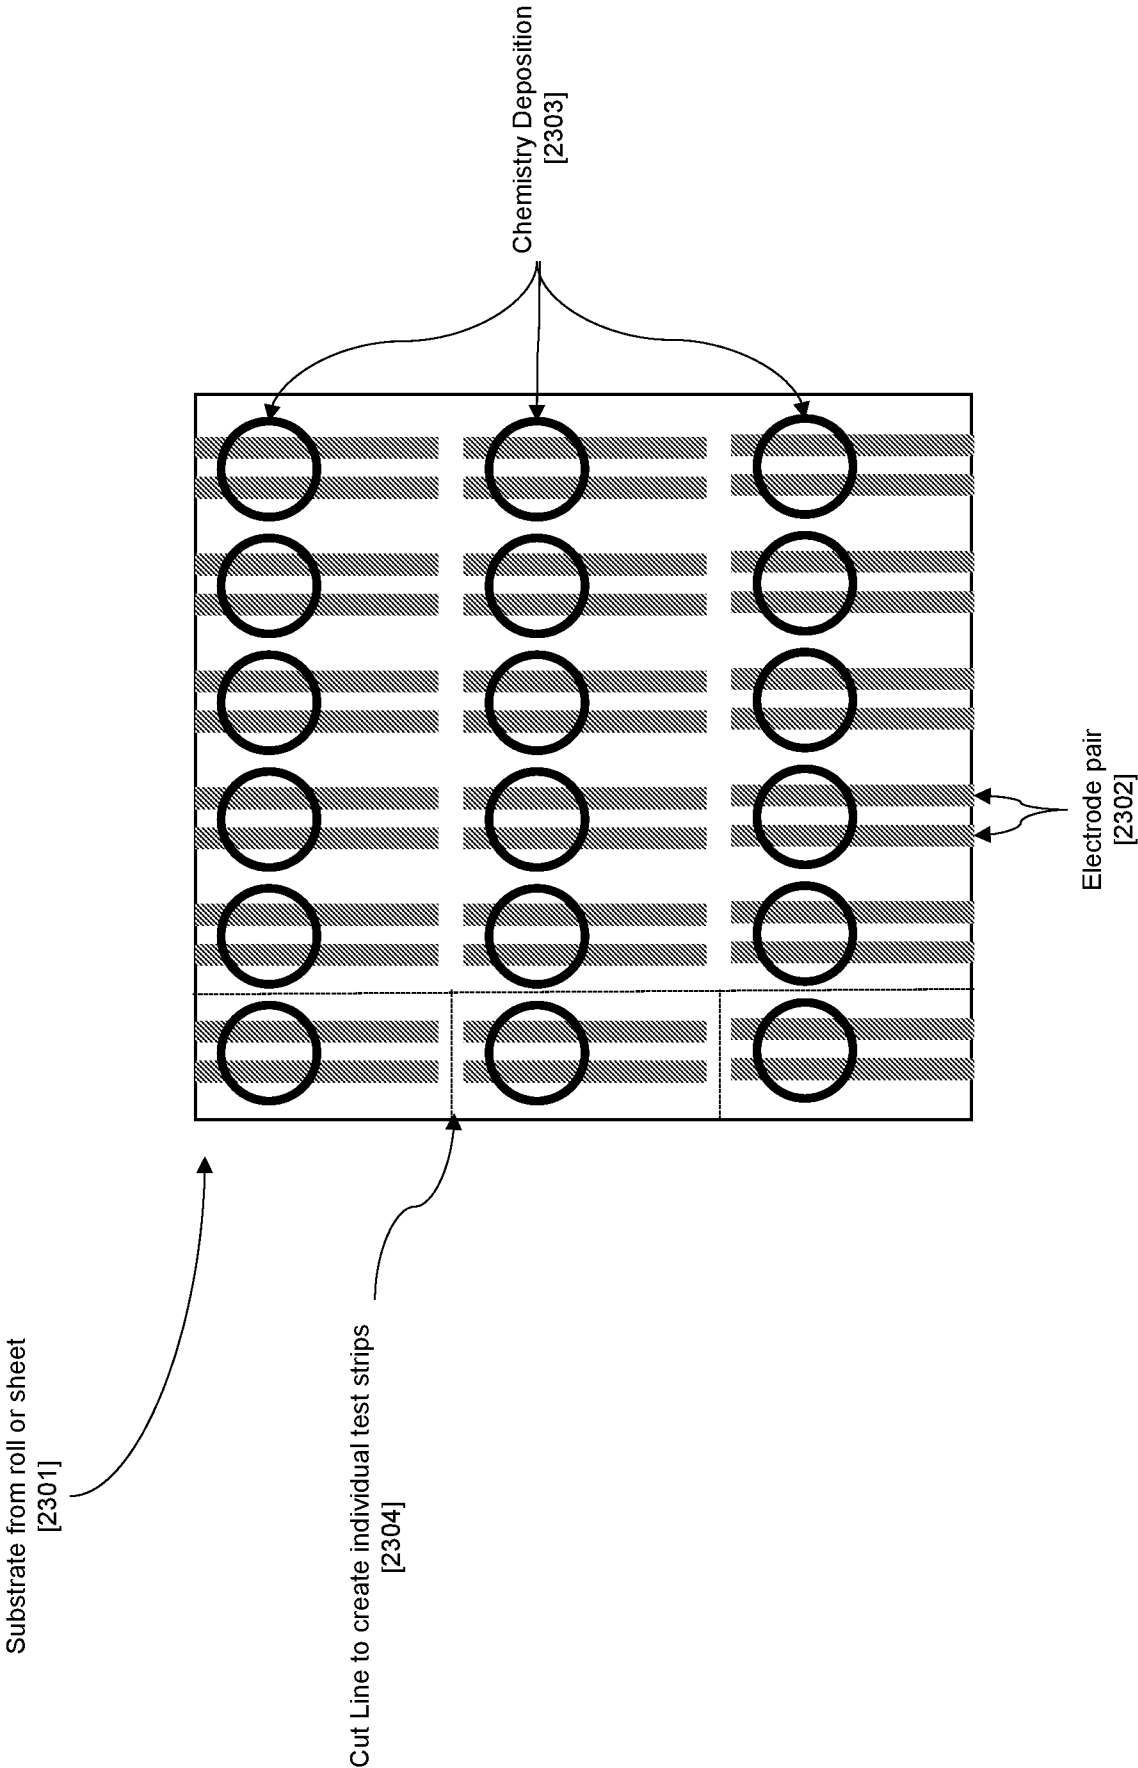 Substrate from roll or sheet
[2301]
Cut Line to create individual test strips
[2304]
Chemistry Deposition
[2303]
Electrode pair
[2302]